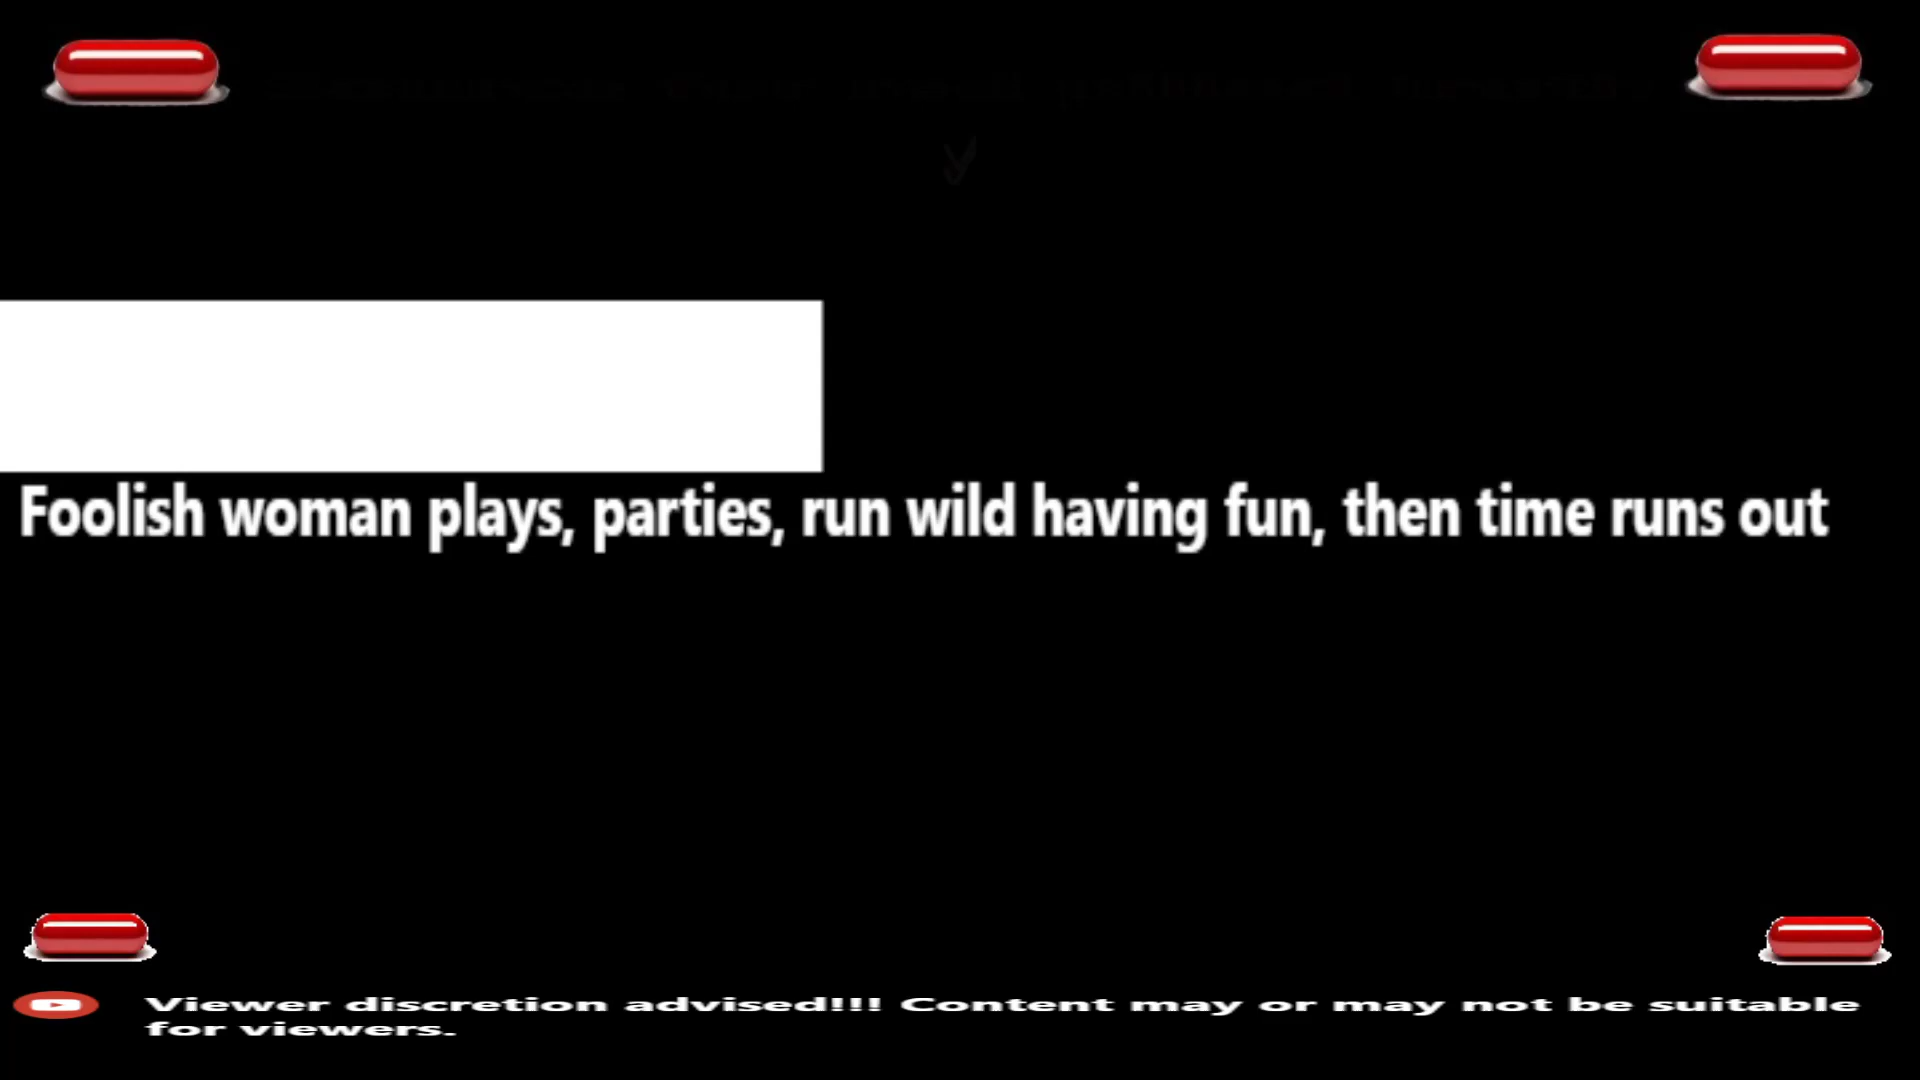 Foolish woman plays, parties, run wild having fun, then time runs out
Viewer discretion advised!!! Content may or may not be suitable
for viewers.